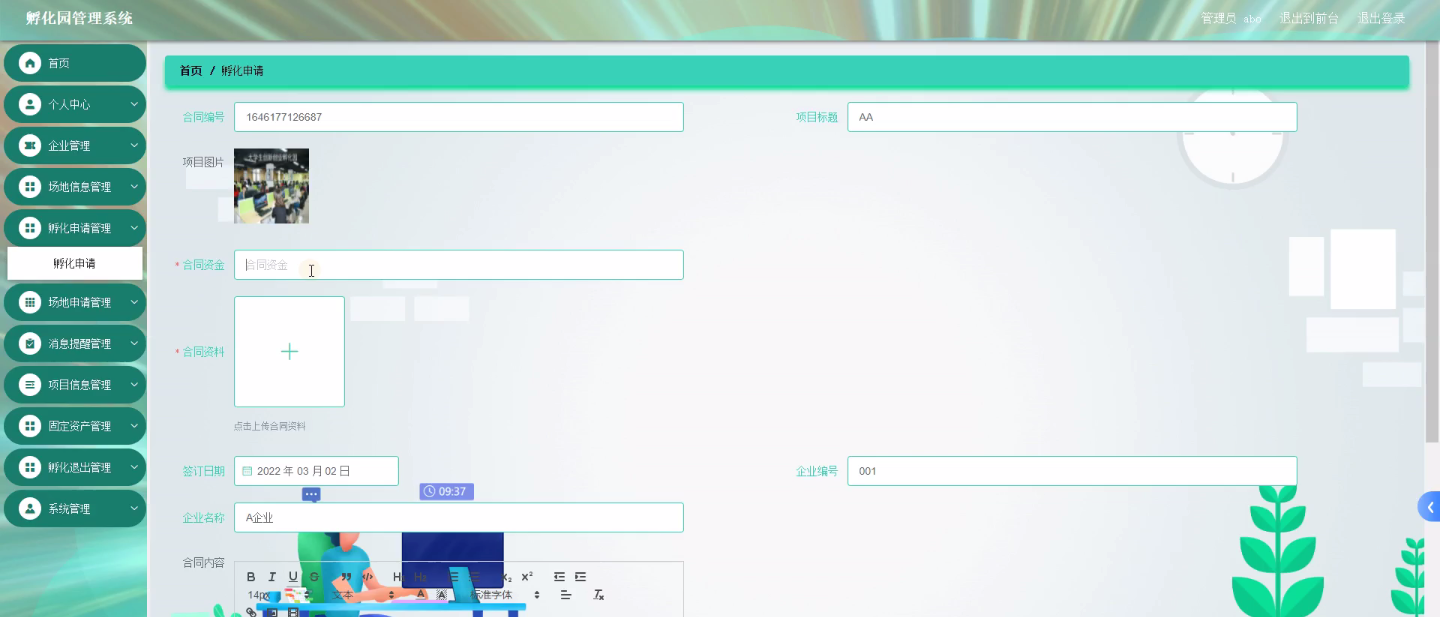 孵化园管理系统
管理员 abc 退出到前台 退出登录
首页
个人中心
企业管理
场地信息管理
孵化申请管理
孵化申请
场地申请管理
消息提醒管理
项目信息管理
固定资产管理
孵化退出管理
系统管理
首页 / 孵化申请
合同编号 1646177126687
项目标题 AA
项目图片
* 合同资金 合同资金
* 合同资料
点击上传合同资料
签订日期 2022 年 03 月 02 日
企业编号 001
09:37
企业名称 A企业
合同内容
B I U S
14px 文本 标准字体